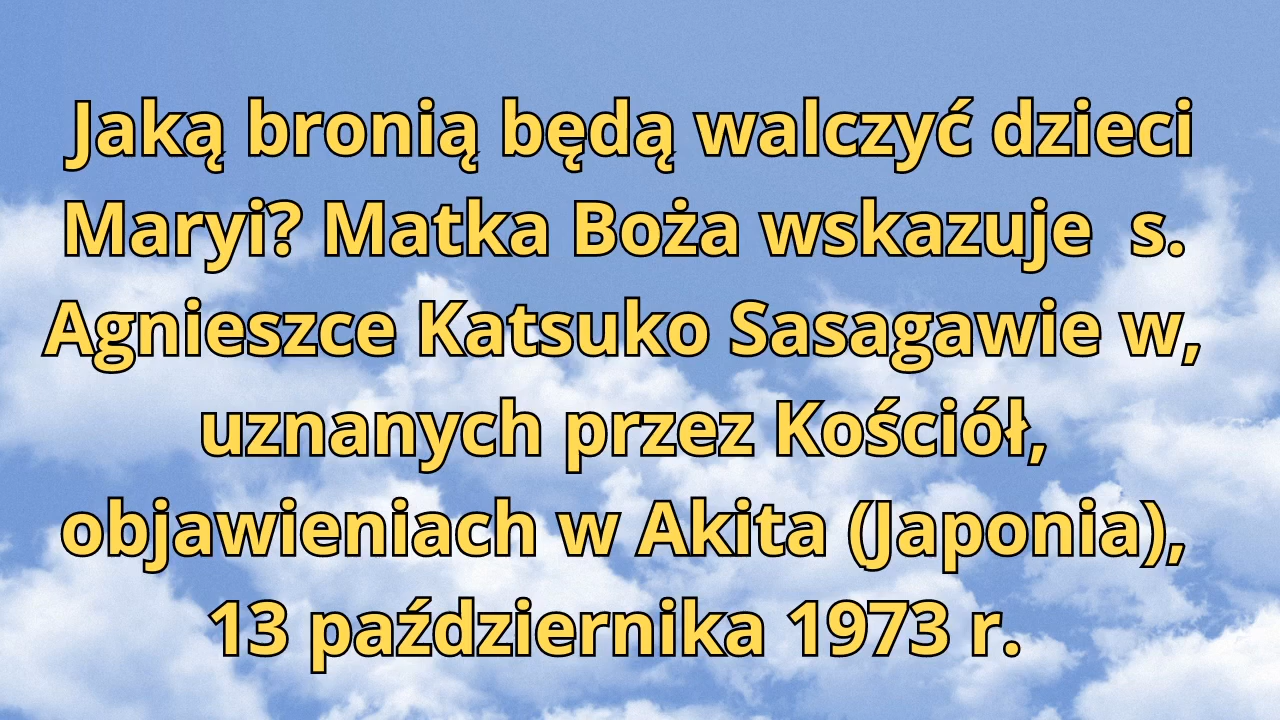 Jaką bronią będą walczyć dzieci
Maryi? Matka Boża wskazuje  s.
Agnieszce Katsuko Sasagawie w,
uznanych przez Kościół,
objawieniach w Akita (Japonia),
13 października 1973 r.